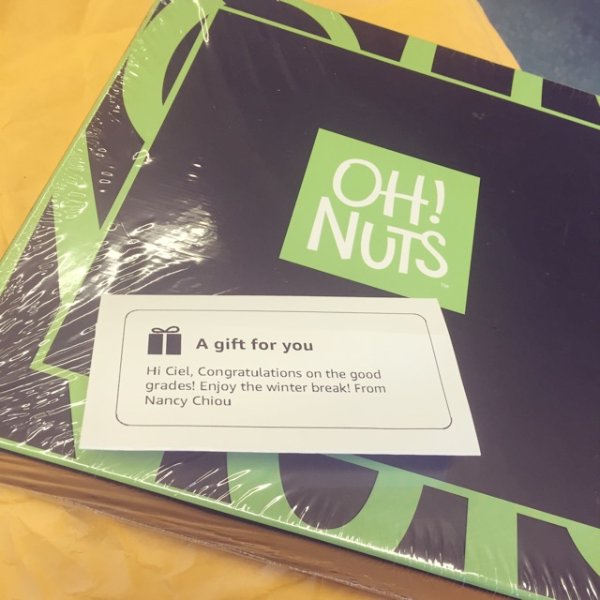 OH!
NUTS
™
A gift for you
Hi Ciel, Congratulations on the good
grades! Enjoy the winter break! From
Nancy Chiou